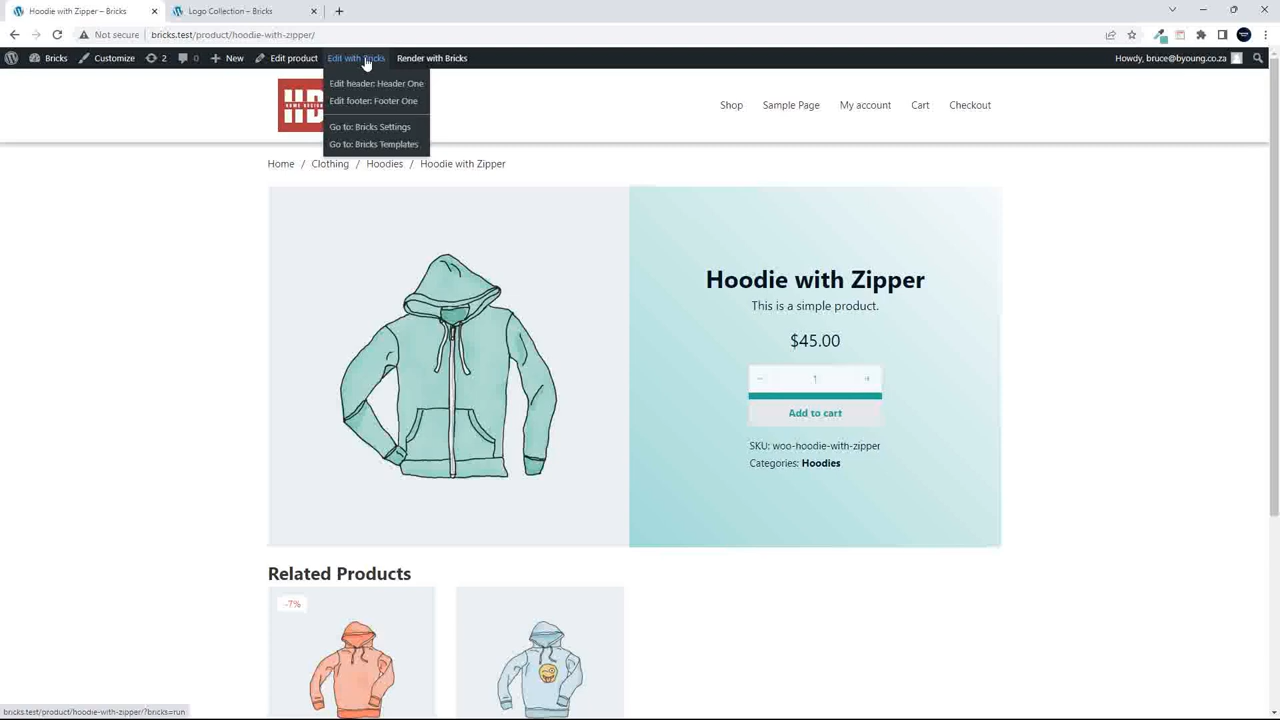 Hoodie with Zipper – Bricks
Logo Collection – Bricks
Not secure bricks.test/product/hoodie-with-zipper/
Bricks Customize 2 0 New Edit product Edit with Bricks Render with Bricks Howdy, bruce@byoung.co.za
Edit header: Header One
Edit footer: Footer One
Go to: Bricks Settings
Go to: Bricks Templates
HD
Shop Sample Page My account Cart Checkout
Home / Clothing / Hoodies / Hoodie with Zipper
Hoodie with Zipper
This is a simple product.
$45.00
− 1 +
Add to cart
SKU: woo-hoodie-with-zipper
Categories: Hoodies
Related Products
-7%
bricks.test/product/hoodie-with-zipper/?bricks=run